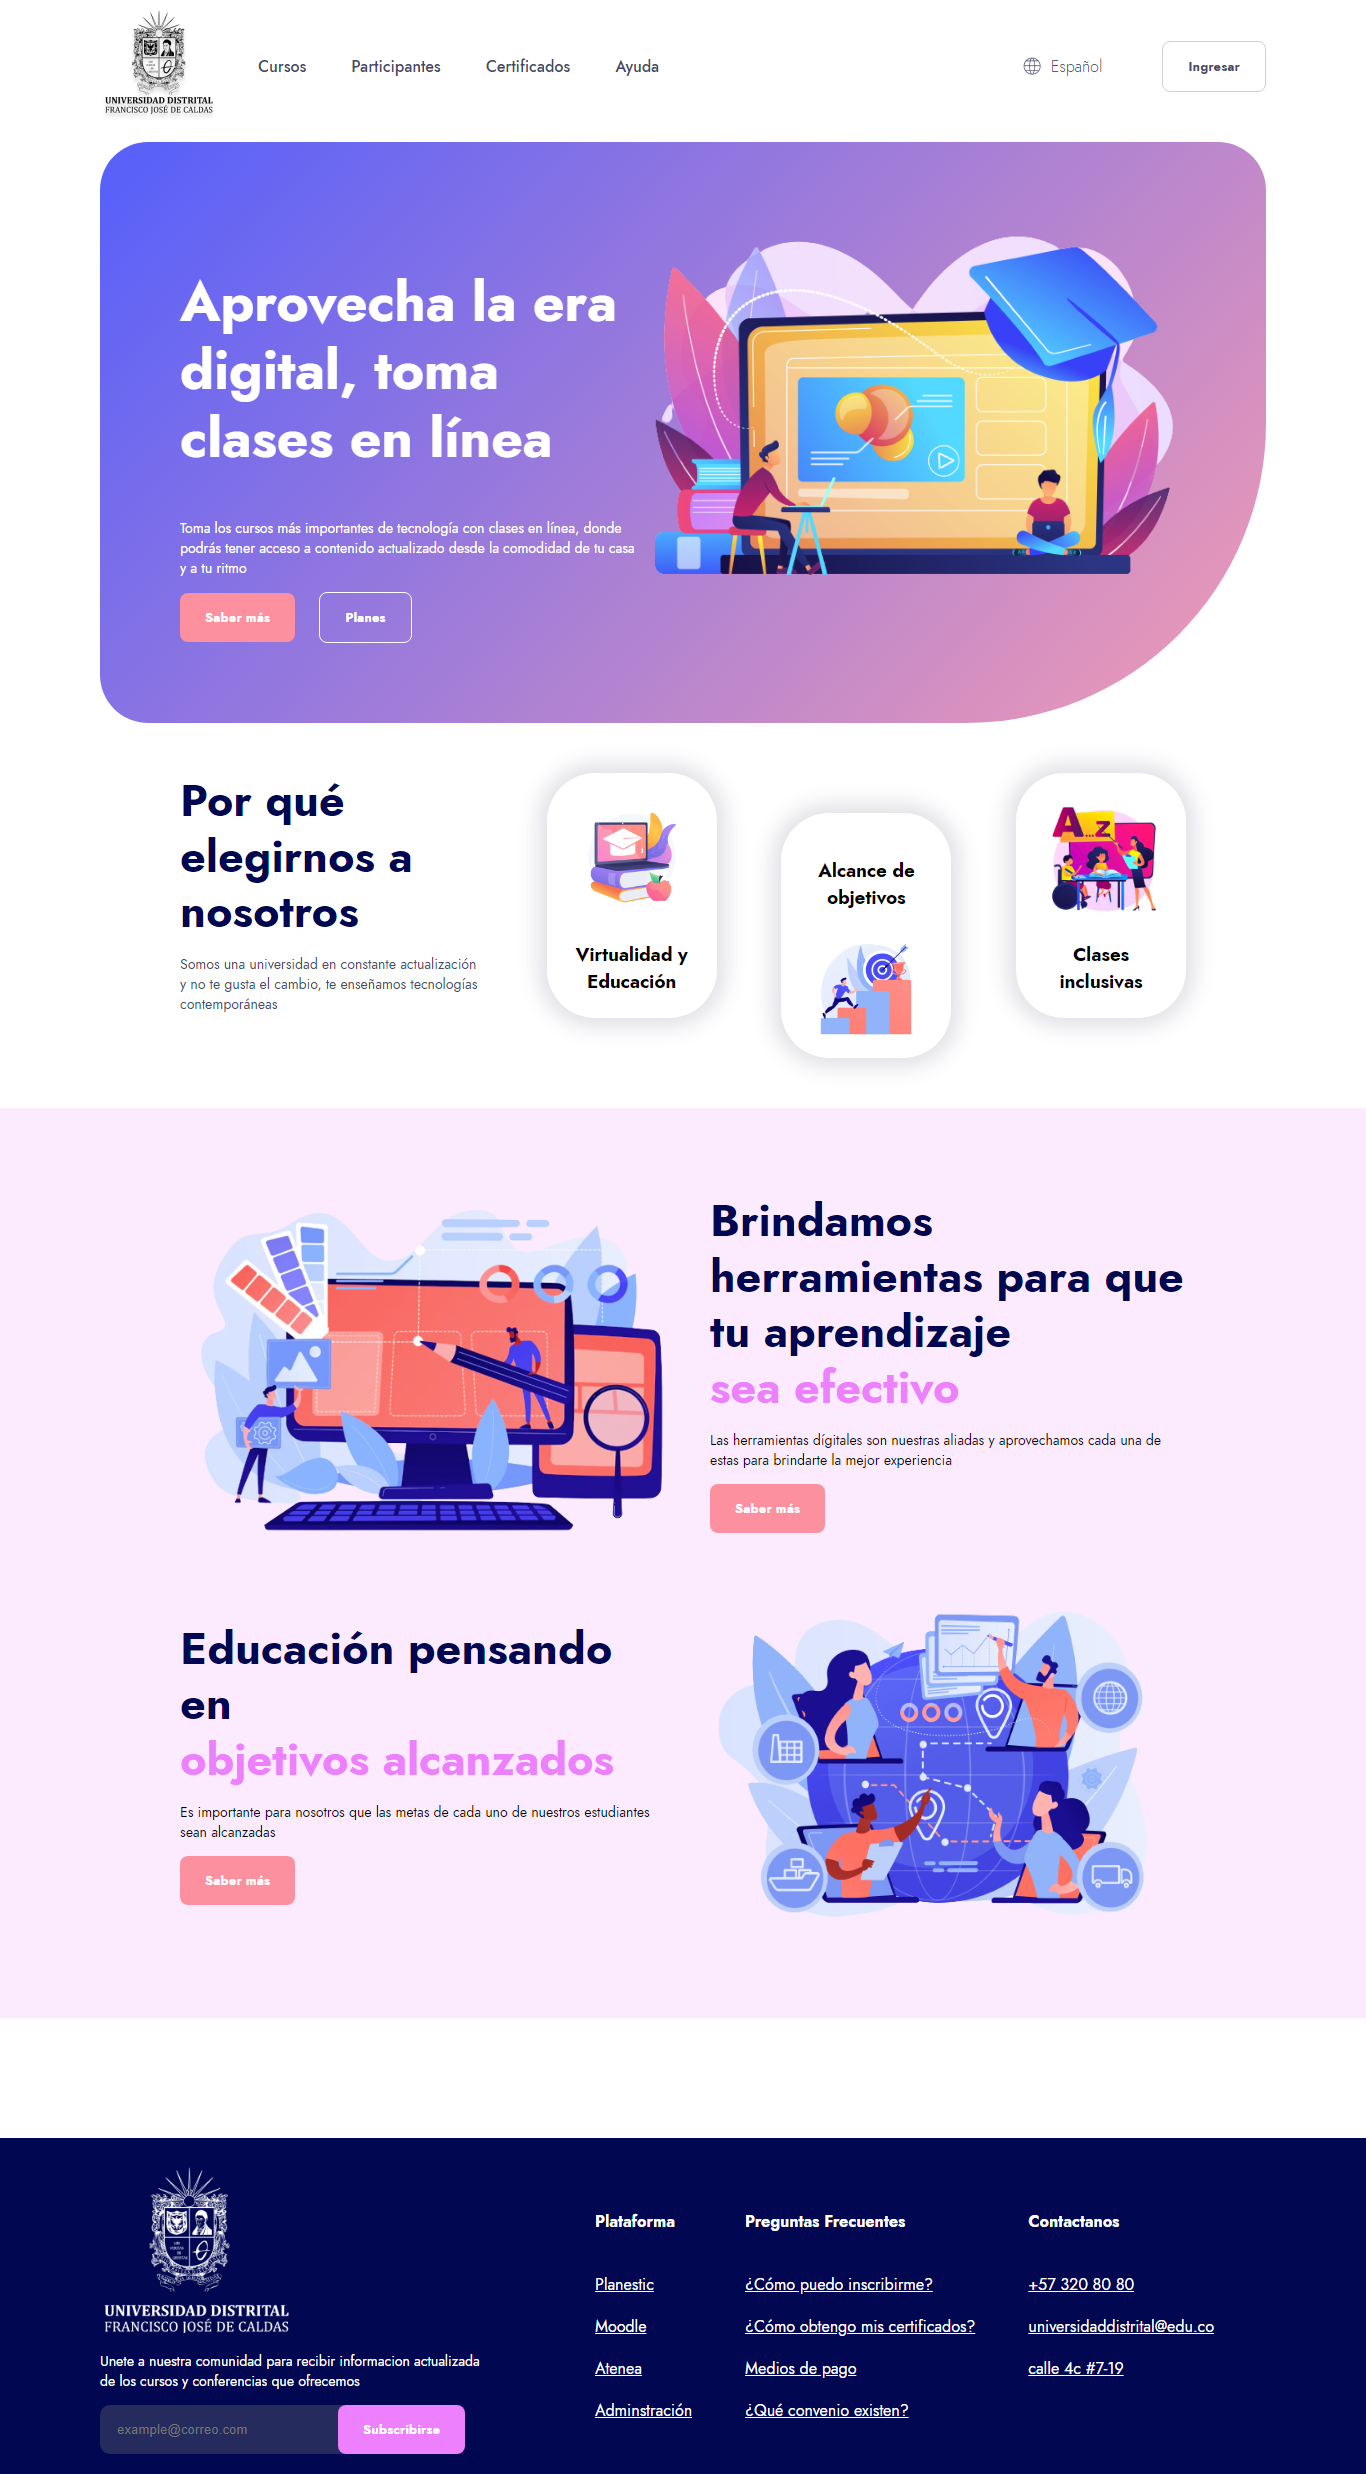 UNIVERSIDAD DISTRITAL
FRANCISCO JOSÉ DE CALDAS
Cursos
Participantes
Certificados
Ayuda
Español
Ingresar
Aprovecha la era
digital, toma
clases en línea
Toma los cursos más importantes de tecnología con clases en línea, donde
podrás tener acceso a contenido actualizado desde la comodidad de tu casa
y a tu ritmo
Saber más
Planes
Por qué
elegirnos a
nosotros
Somos una universidad en constante actualización
y no te gusta el cambio, te enseñamos tecnologías
contemporáneas
Virtualidad y
Educación
Alcance de
objetivos
A...Z
Clases
inclusivas
Brindamos
herramientas para que
tu aprendizaje
sea efectivo
Las herramientas dígitales son nuestras aliadas y aprovechamos cada una de
estas para brindarte la mejor experiencia
Saber más
Educación pensando
en
objetivos alcanzados
Es importante para nosotros que las metas de cada uno de nuestros estudiantes
sean alcanzadas
Saber más
UNIVERSIDAD DISTRITAL
FRANCISCO JOSÉ DE CALDAS
Unete a nuestra comunidad para recibir informacion actualizada
de los cursos y conferencias que ofrecemos
example@correo.com
Subscribirse
Plataforma
Planestic
Moodle
Atenea
Adminstración
Preguntas Frecuentes
¿Cómo puedo inscribirme?
¿Cómo obtengo mis certificados?
Medios de pago
¿Qué convenio existen?
Contactanos
+57 320 80 80
universidaddistrital@edu.co
calle 4c #7-19